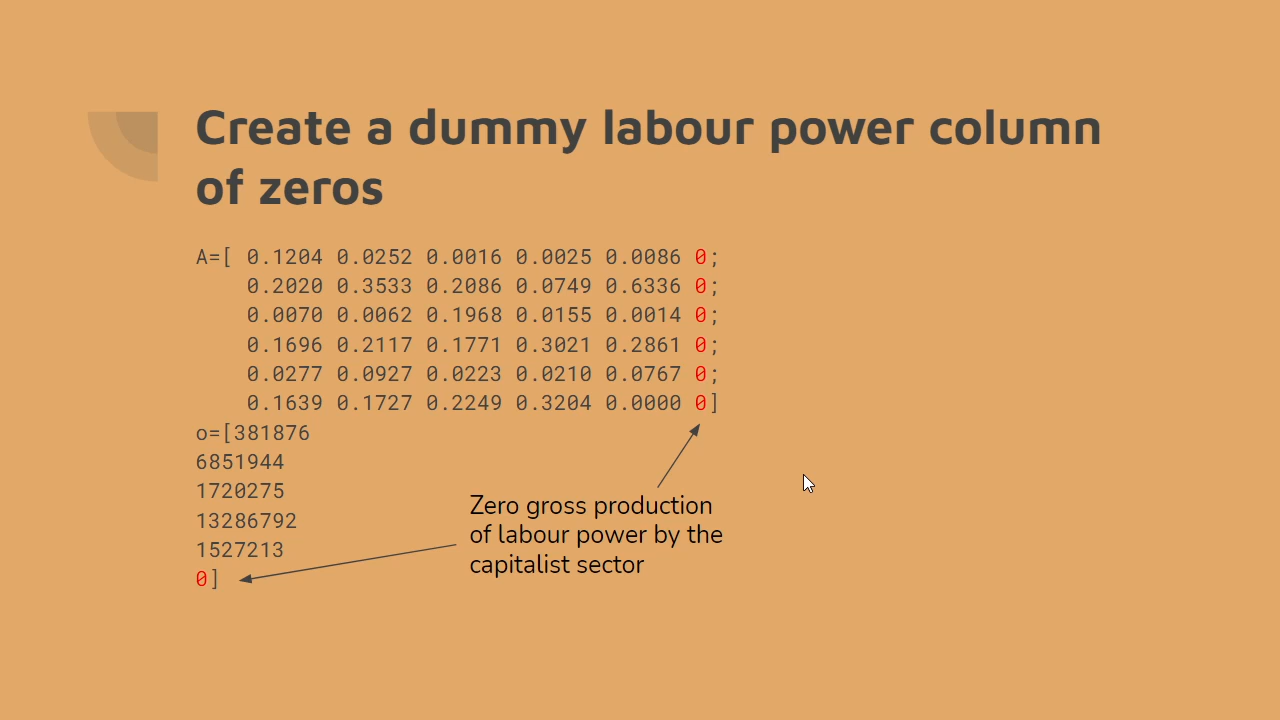 Create a dummy labour power column
of zeros
A=[ 0.1204 0.0252 0.0016 0.0025 0.0086 0;
0.2020 0.3533 0.2086 0.0749 0.6336 0;
0.0070 0.0062 0.1968 0.0155 0.0014 0;
0.1696 0.2117 0.1771 0.3021 0.2861 0;
0.0277 0.0927 0.0223 0.0210 0.0767 0;
0.1639 0.1727 0.2249 0.3204 0.0000 0]
o=[381876
6851944
1720275
13286792
1527213
0]
Zero gross production
of labour power by the
capitalist sector